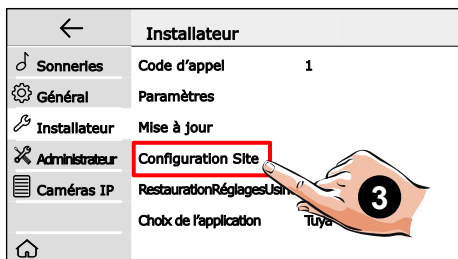 Installateur
Sonneries
Code d'appel 1
Général
Paramètres
Installateur
Mise à jour
Administrateur
Configuration Site
Caméras IP
RestaurationRéglagesUsin
Choix de l'application Tuya
3